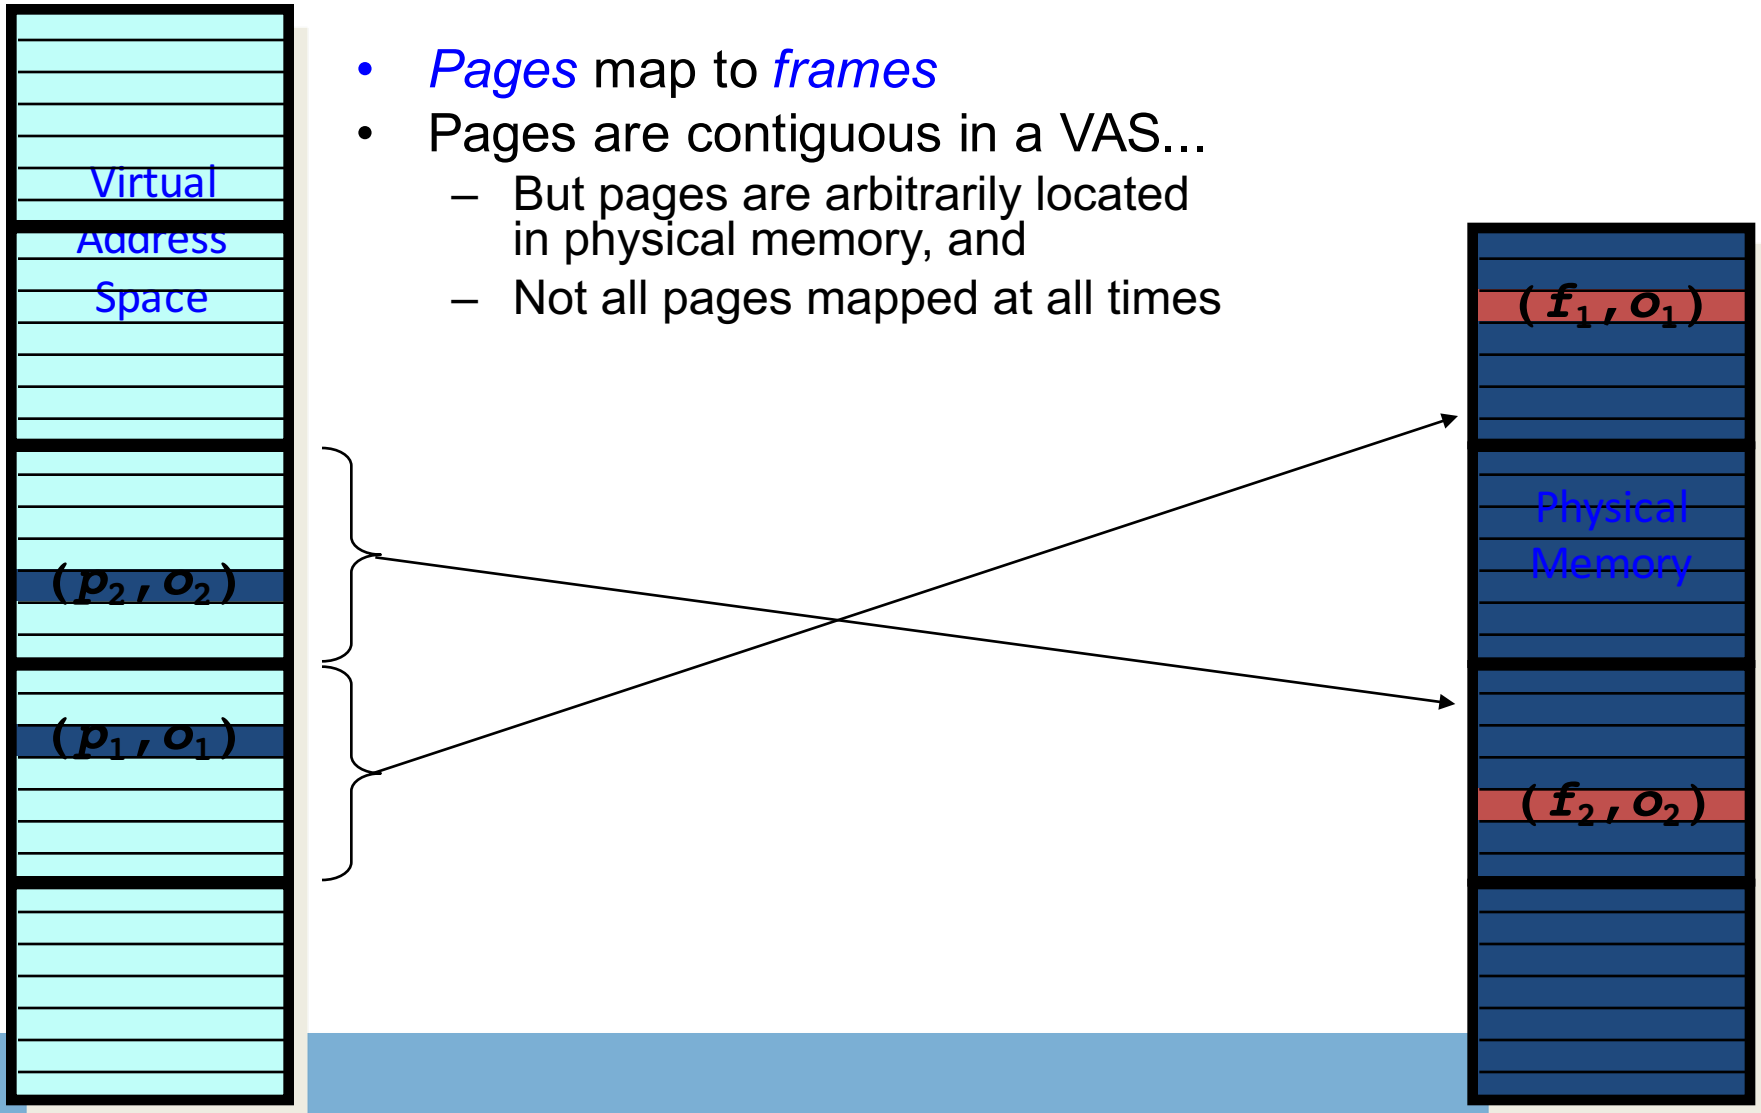 • Pages map to frames
• Pages are contiguous in a VAS...
– But pages are arbitrarily located
in physical memory, and
– Not all pages mapped at all times
Virtual
Address
Space
(p₂,o₂)
(p₁,o₁)
(f₁,o₁)
Physical
Memory
(f₂,o₂)